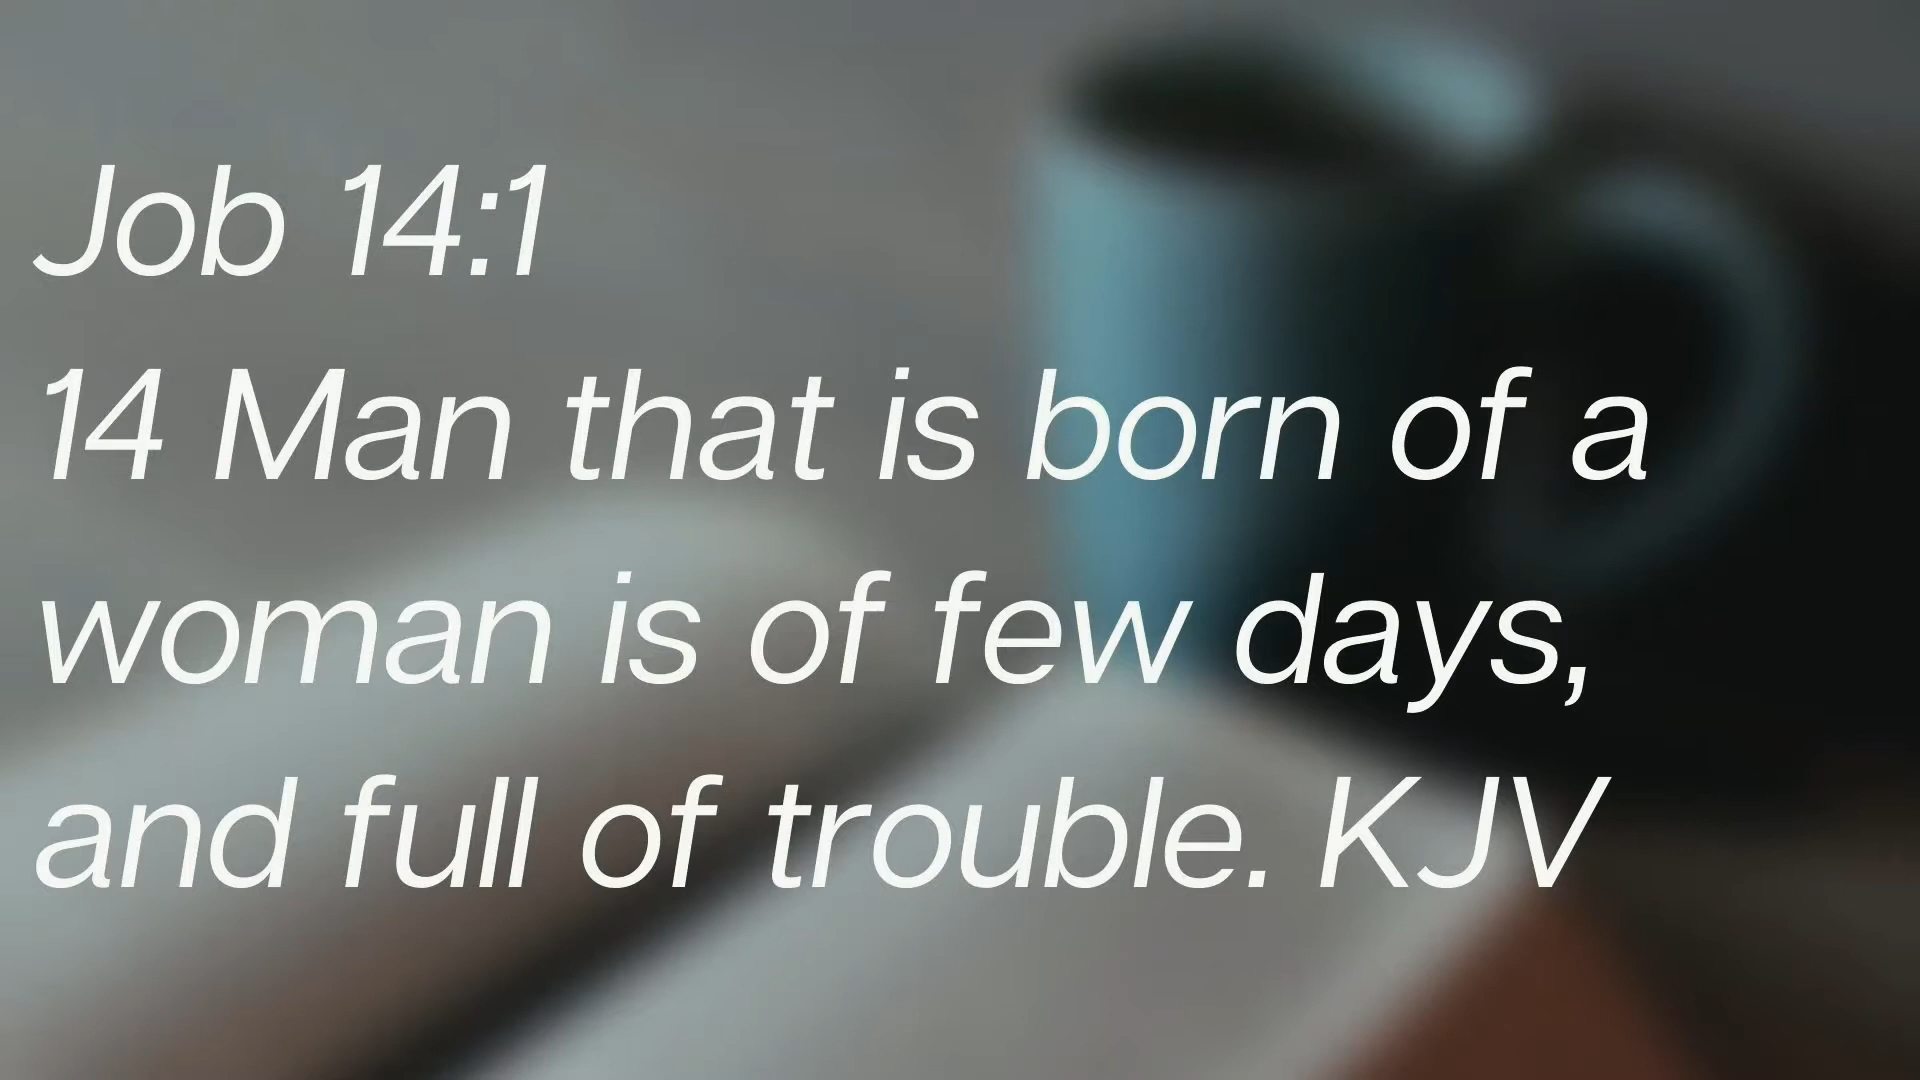 Job 14:1
14 Man that is born of a
woman is of few days,
and full of trouble. KJV